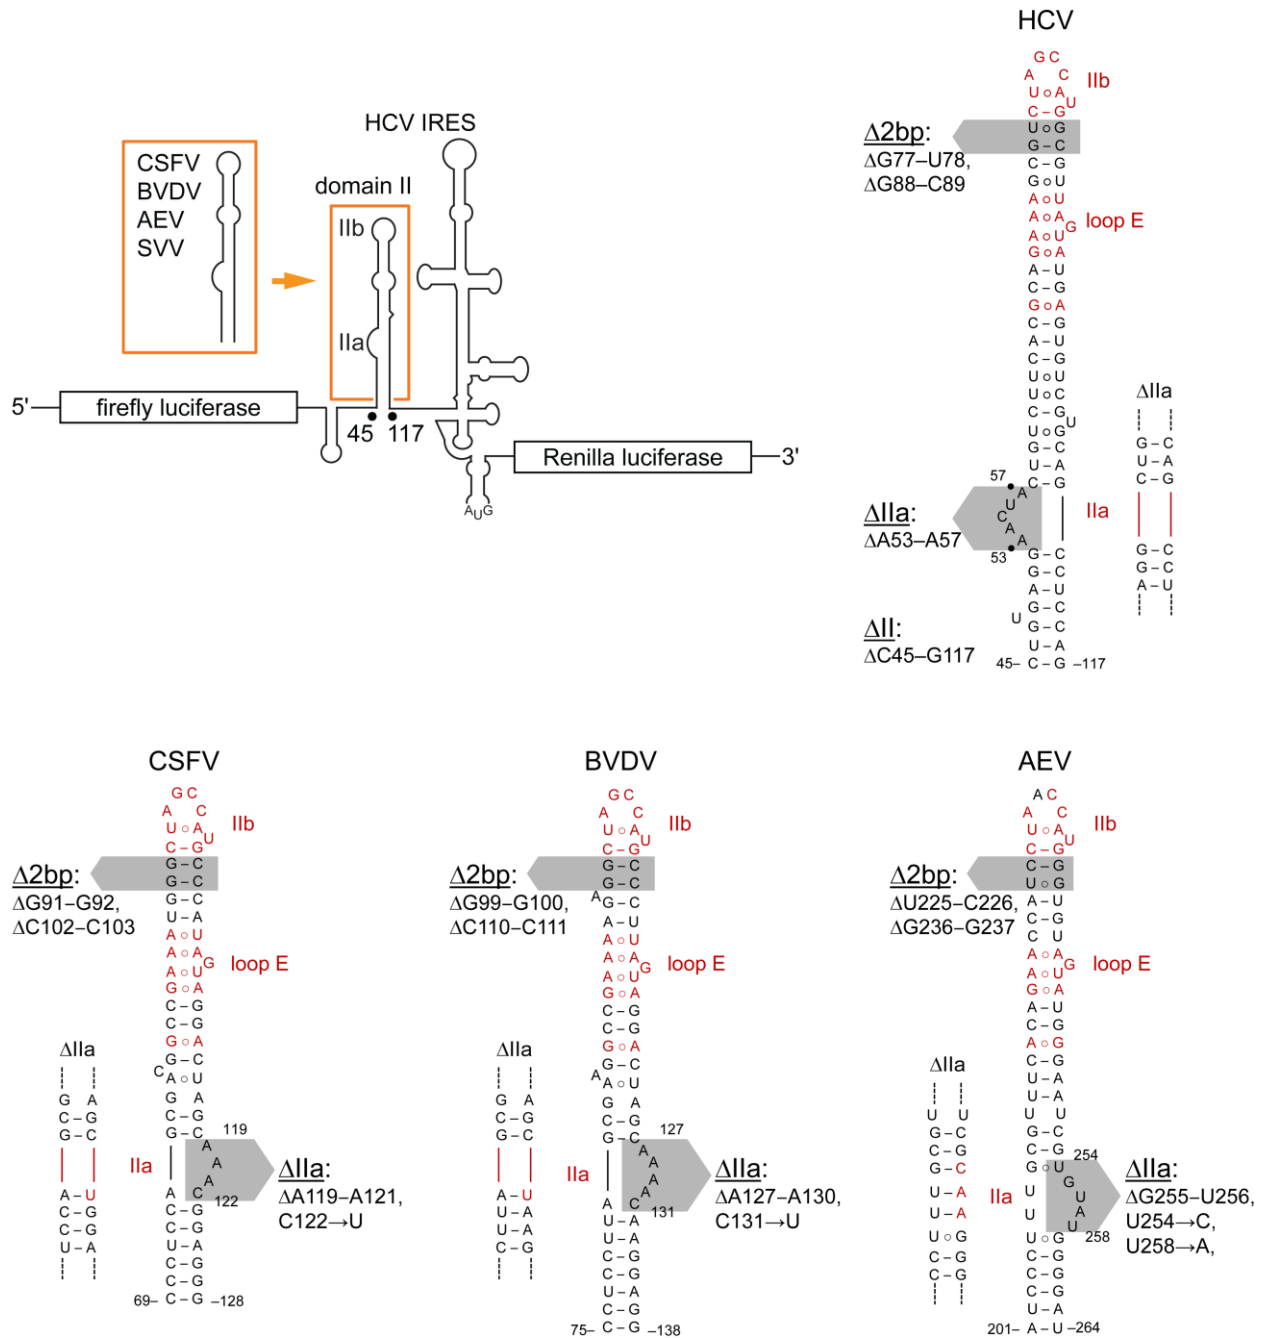 HCV
HCV IRES
CSFV
BVDV
AEV
SVV
domain II
IIb
IIa
5'
firefly luciferase
45
117
AUG
Renilla luciferase
3'
G C
A C
IIb
U o A
U
C – G
U o G
G – C
C – G
G o U
A o U
A o A
G
loop E
A o U
G o A
A – U
C – G
G o A
C – G
A – U
C – G
U o U
U o C
C – G
U
U o G
G – C
U – A
C – G
57
A
U
C
A
A
53
IIa
G – C
G – C
A – U
G – C
U
G – C
U – A
45– C – G –117
Δ2bp:
ΔG77–U78,
ΔG88–C89
ΔIIa:
ΔA53–A57
ΔII:
ΔC45–G117
ΔIIa
G – C
U – A
C – G
G – C
G – C
A – U
CSFV
G C
A C
IIb
U o A
U
C – G
G – C
G – C
G – C
U – A
A o U
A o A
G
loop E
A o U
G o A
C – G
C – G
G o A
G C
C
A o U
G A
C – G
G – C
119
A
A
A
C
122
IIa
A
C – G
C – G
U – A
C – G
C – G
69– C – G –128
Δ2bp:
ΔG91–G92,
ΔC102–C103
ΔIIa:
ΔA119–A121,
C122→U
ΔIIa
G A
C – G
G – C
A – U
C – G
C – G
U – A
BVDV
G C
A C
IIb
U o A
U
C – G
G – C
G – C
A
loop E
G
127
A
A
A
A
C
131
IIa
75– C – G –138
Δ2bp:
ΔG99–G100,
ΔC110–C111
ΔIIa:
ΔA127–A130,
C131→U
ΔIIa
G A
C – G
G – C
A – U
U – A
U – A
C – G
AEV
A C
A C
IIb
U o A
U
C – G
C – G
U o G
loop E
G
254
U
G
U
A
U
258
IIa
201– A – U –264
Δ2bp:
ΔU225–C226,
ΔG236–G237
ΔIIa:
ΔG255–U256,
U254→C,
U258→A,
ΔIIa
U U
G – C
G – C
U – A
U – A
U o G
C – G